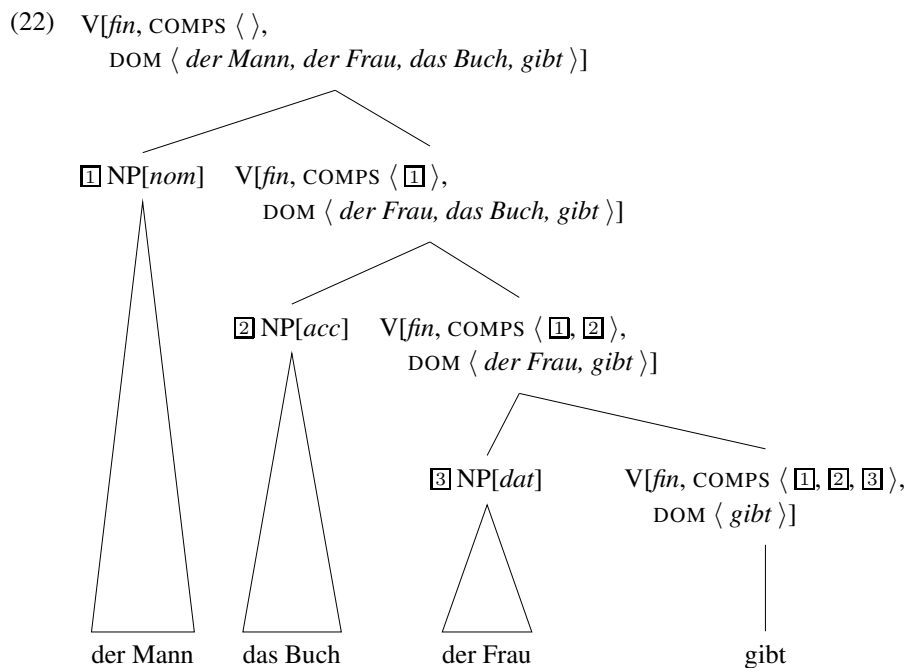 (22) V[fin, COMPS ⟨ ⟩,
DOM ⟨ der Mann, der Frau, das Buch, gibt ⟩]
1 NP[nom] V[fin, COMPS ⟨ 1 ⟩,
DOM ⟨ der Frau, das Buch, gibt ⟩]
2 NP[acc] V[fin, COMPS ⟨ 1, 2 ⟩,
DOM ⟨ der Frau, gibt ⟩]
3 NP[dat] V[fin, COMPS ⟨ 1, 2, 3 ⟩,
DOM ⟨ gibt ⟩]
der Mann das Buch der Frau gibt